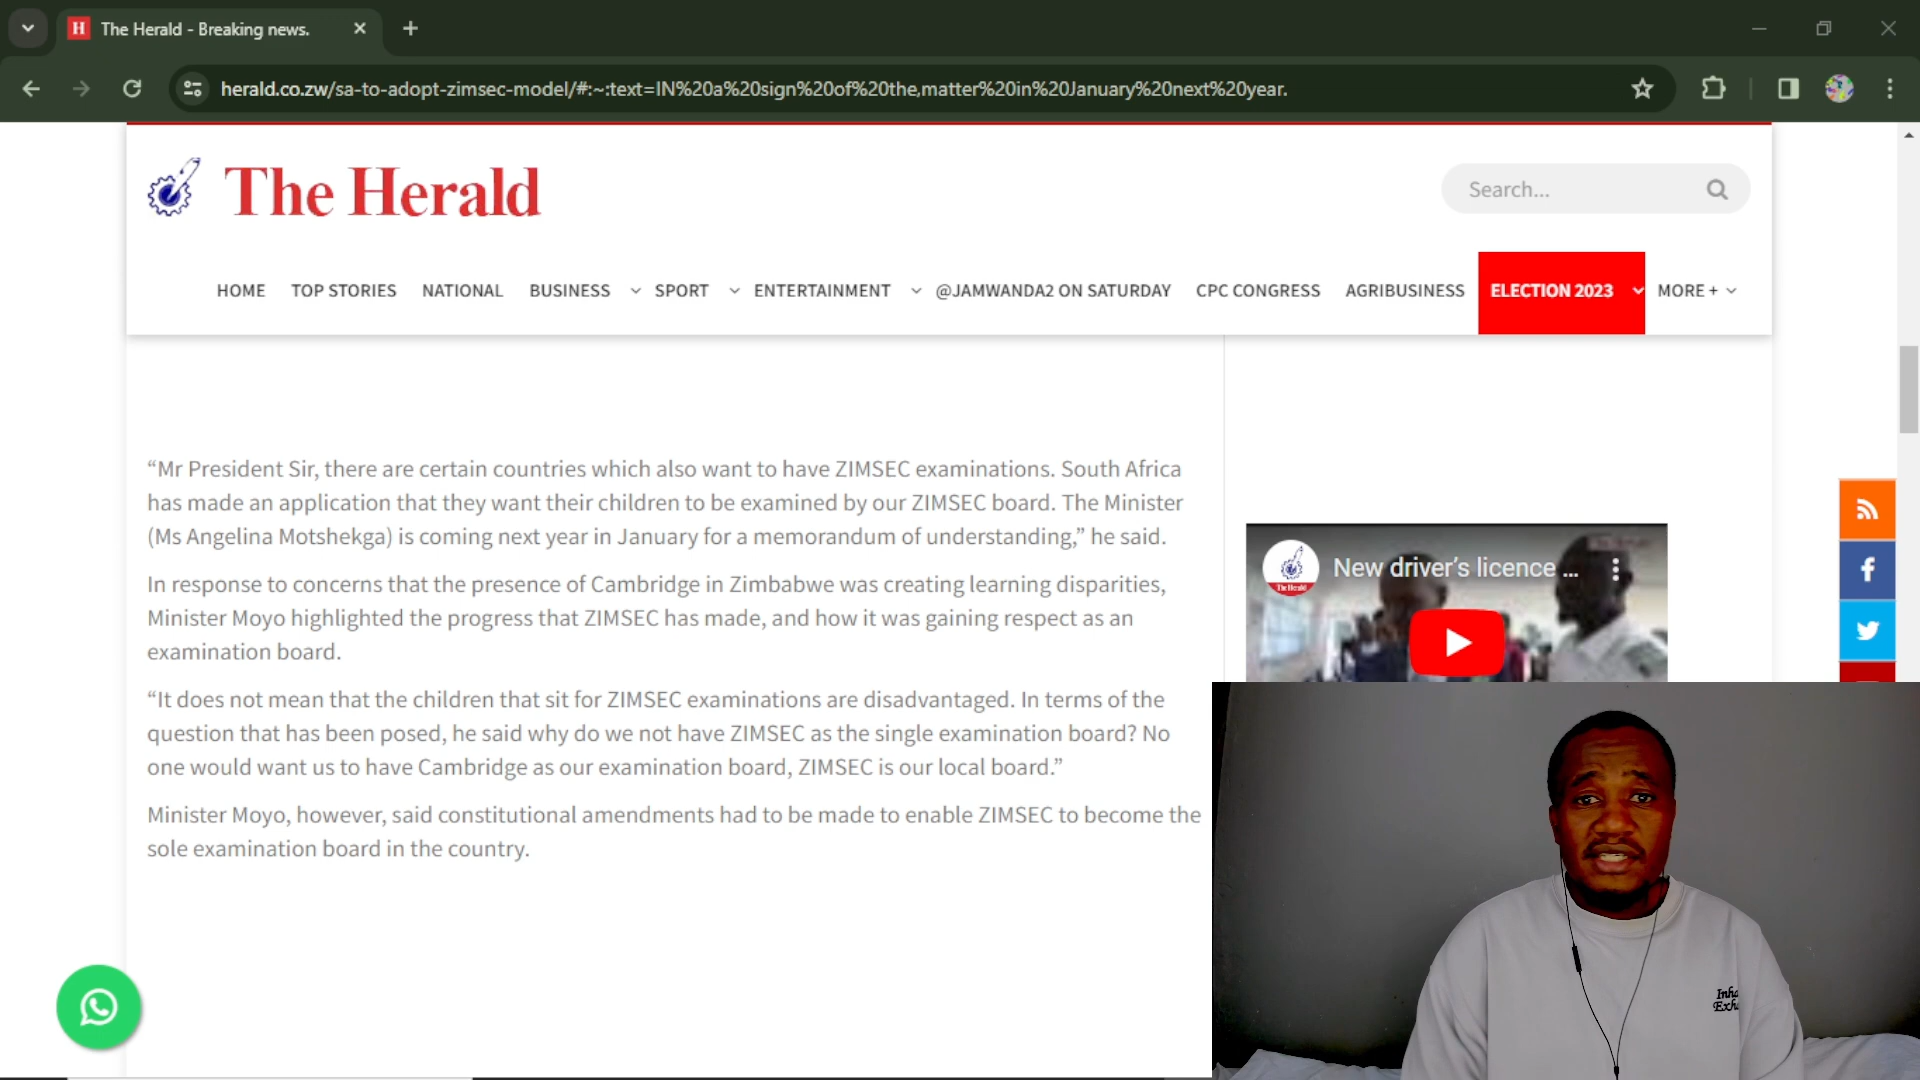 The Herald - Breaking news.
herald.co.zw/sa-to-adopt-zimsec-model/#:~:text=IN%20a%20sign%20of%20the,matter%20in%20January%20next%20year.
The Herald
Search...
HOME TOP STORIES NATIONAL BUSINESS SPORT ENTERTAINMENT @JAMWANDA2 ON SATURDAY CPC CONGRESS AGRIBUSINESS ELECTION 2023 MORE +
“Mr President Sir, there are certain countries which also want to have ZIMSEC examinations. South Africa
has made an application that they want their children to be examined by our ZIMSEC board. The Minister
(Ms Angelina Motshekga) is coming next year in January for a memorandum of understanding,” he said.
In response to concerns that the presence of Cambridge in Zimbabwe was creating learning disparities,
Minister Moyo highlighted the progress that ZIMSEC has made, and how it was gaining respect as an
examination board.
“It does not mean that the children that sit for ZIMSEC examinations are disadvantaged. In terms of the
question that has been posed, he said why do we not have ZIMSEC as the single examination board? No
one would want us to have Cambridge as our examination board, ZIMSEC is our local board.”
Minister Moyo, however, said constitutional amendments had to be made to enable ZIMSEC to become the
sole examination board in the country.
New driver’s licence ...
The Herald
Inha
Exha